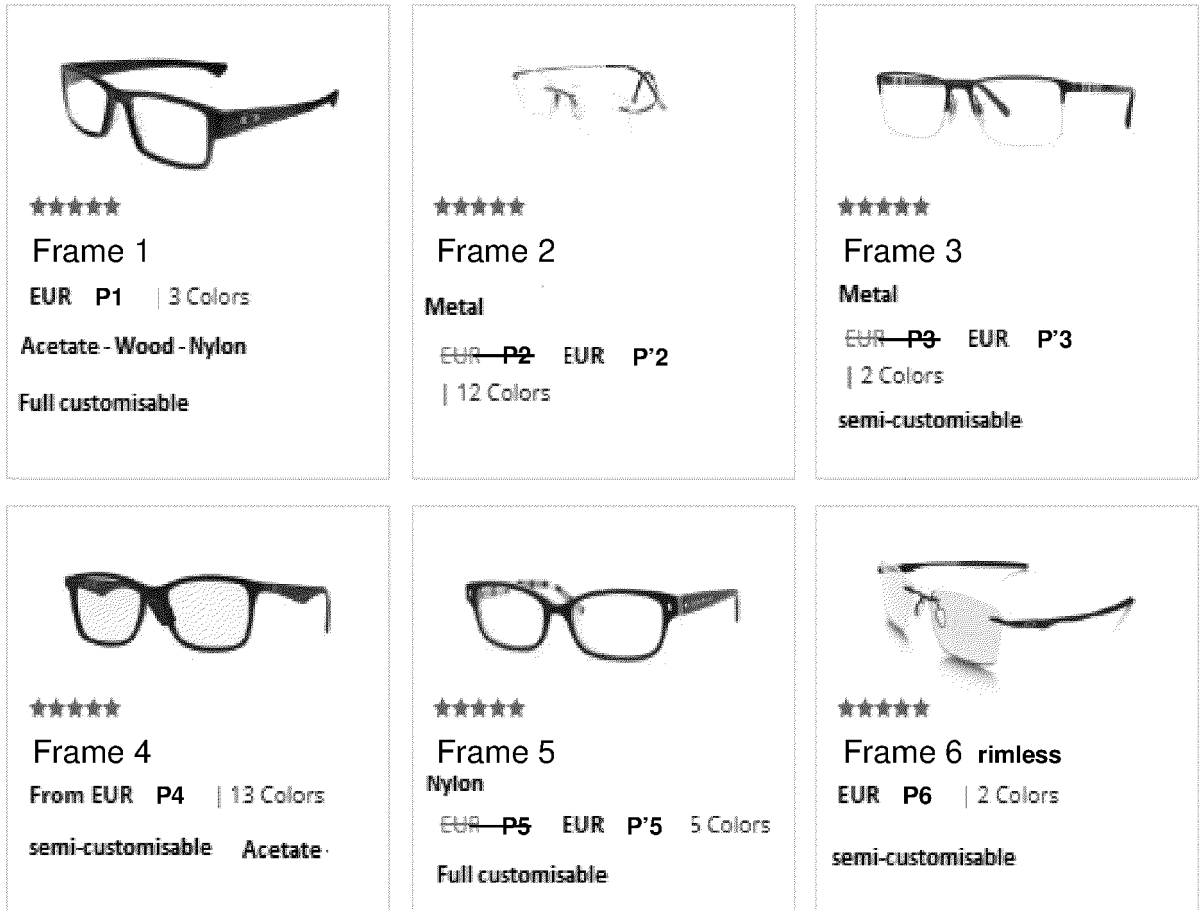 ★★★★★
Frame 1
EUR P1 | 3 Colors
Acetate - Wood - Nylon
Full customisable
★★★★★
Frame 2
Metal
EUR P2 EUR P’2
| 12 Colors
★★★★★
Frame 3
Metal
EUR P3 EUR P’3
| 2 Colors
semi-customisable
★★★★★
Frame 4
From EUR P4 | 13 Colors
semi-customisable Acetate
★★★★★
Frame 5
Nylon
EUR P5 EUR P’5 5 Colors
Full customisable
★★★★★
Frame 6 rimless
EUR P6 | 2 Colors
semi-customisable